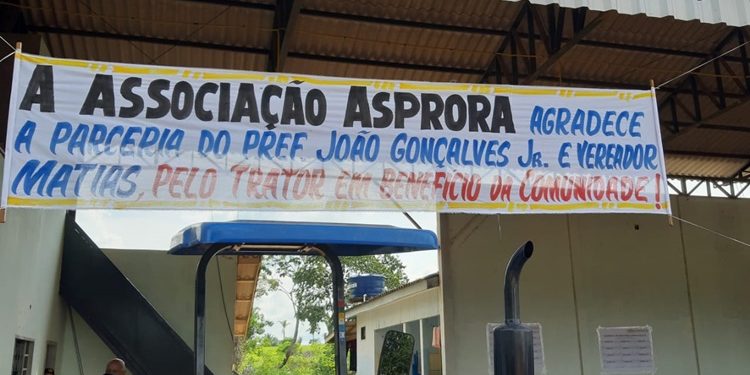 A ASSOCIAÇÃO ASPRORA AGRADECE
A PARCERIA DO PREF. JOÃO GONÇALVES JR. E VEREADOR
MATIAS, PELO TRATOR EM BENEFÍCIO DA COMUNIDADE!